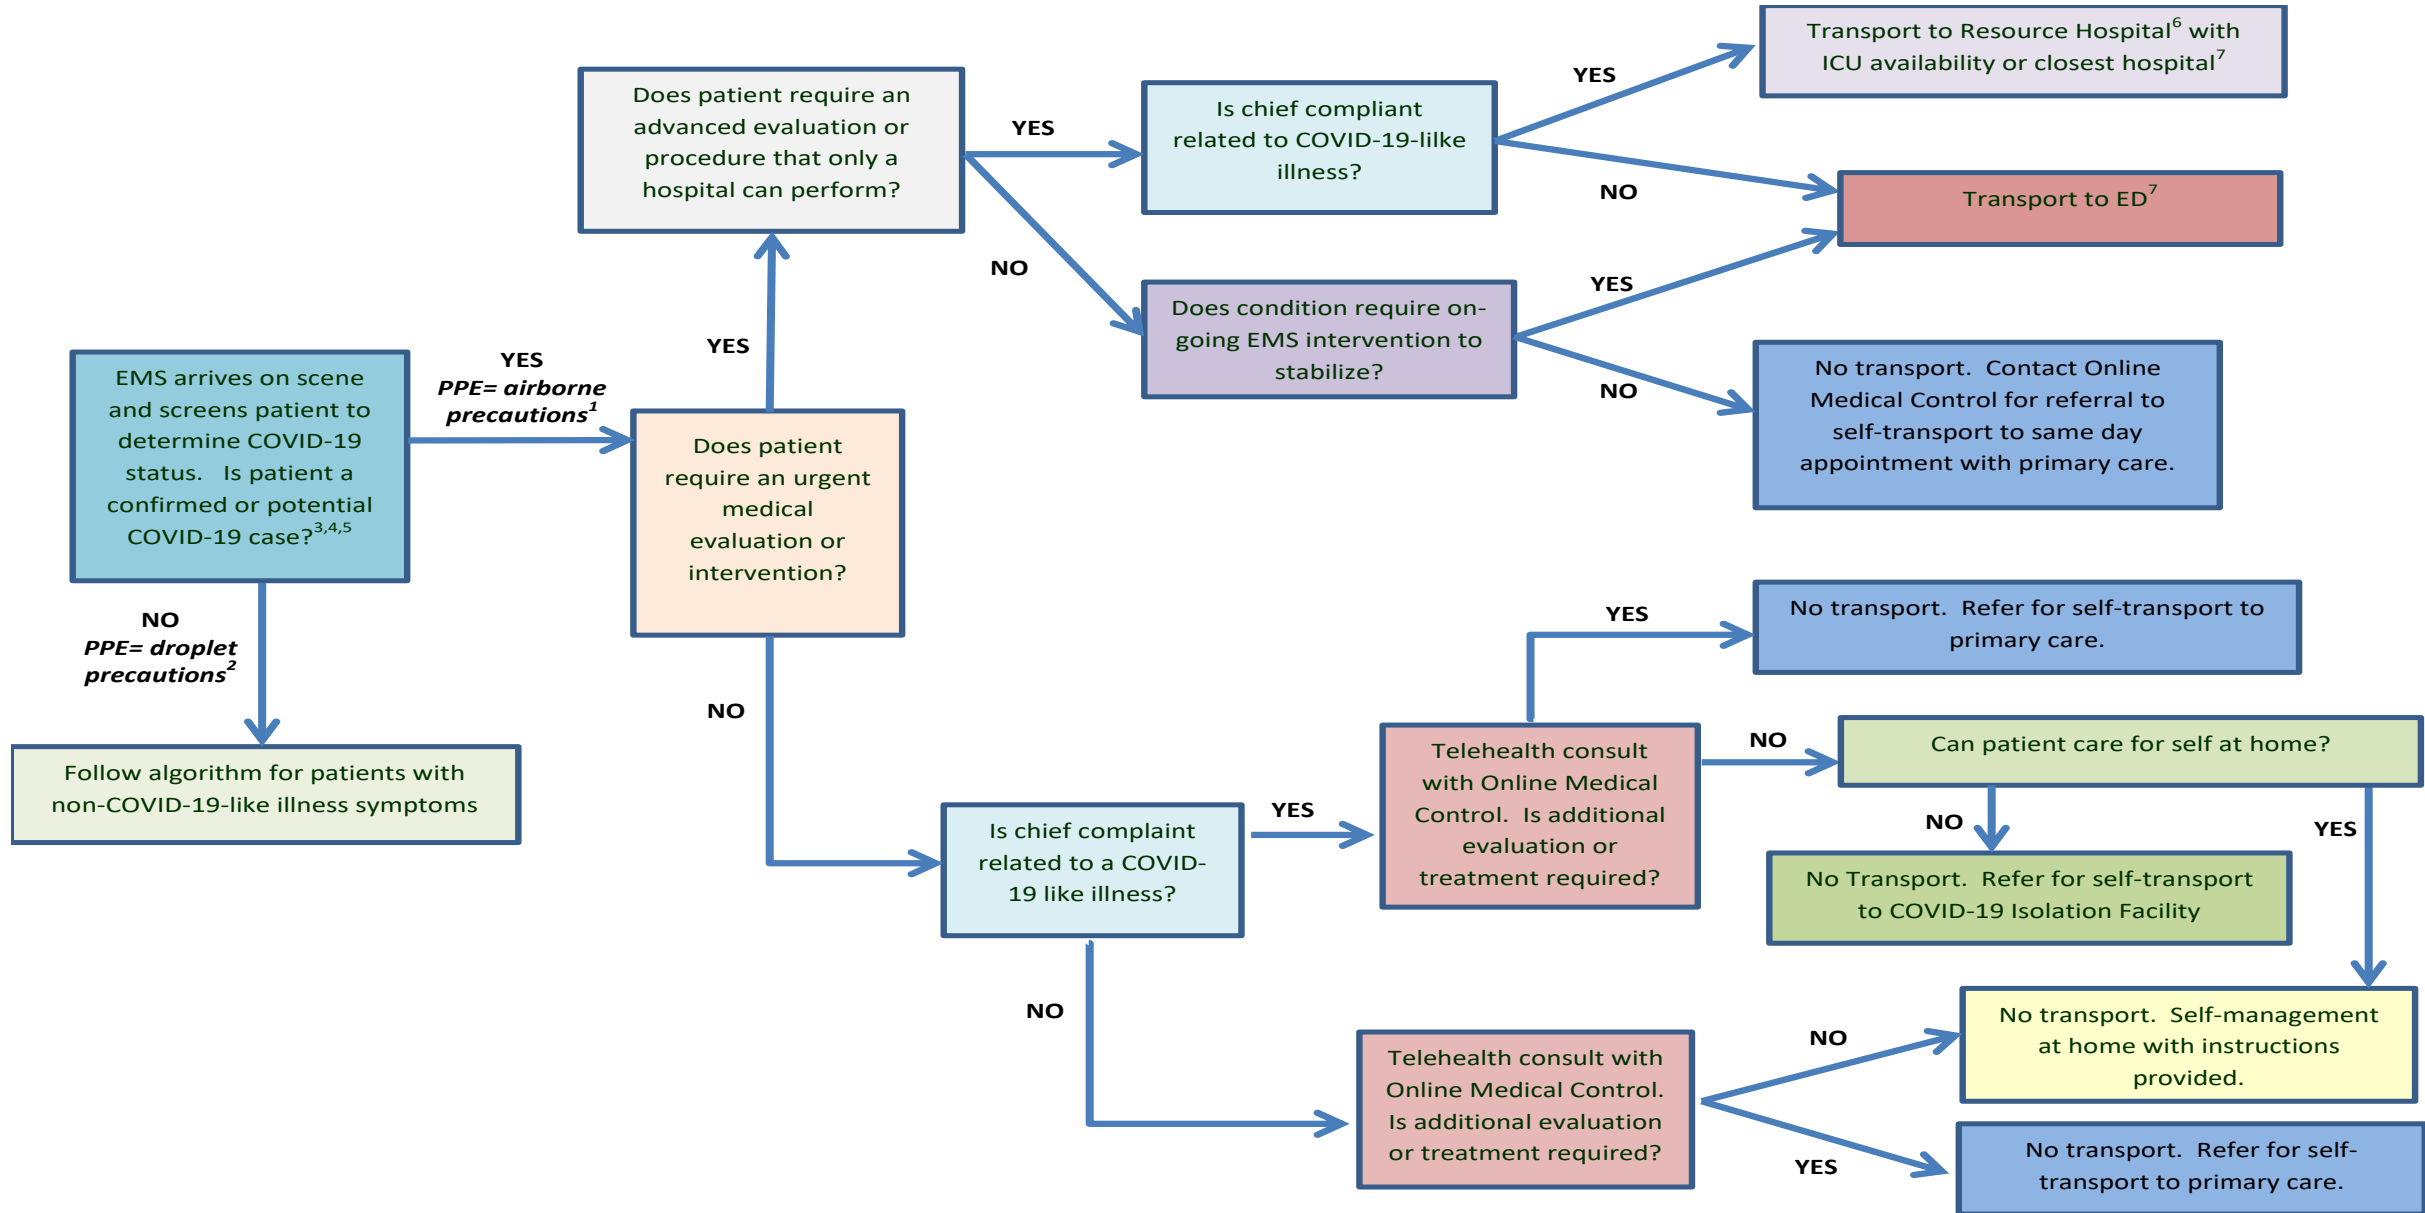 EMS arrives on scene
and screens patient to
determine COVID-19
status.   Is patient a
confirmed or potential
COVID-19 case?3,4,5
YES
PPE= airborne
precautions1
NO
PPE= droplet
precautions2
Follow algorithm for patients with
non-COVID-19-like illness symptoms
Does patient
require an urgent
medical
evaluation or
intervention?
YES
Does patient require an
advanced evaluation or
procedure that only a
hospital can perform?
YES
Is chief compliant
related to COVID-19-lilke
illness?
YES
Transport to Resource Hospital6 with
ICU availability or closest hospital7
NO
Transport to ED7
NO
Does condition require on-
going EMS intervention to
stabilize?
YES
NO
No transport.  Contact Online
Medical Control for referral to
self-transport to same day
appointment with primary care.
NO
Is chief complaint
related to a COVID-
19 like illness?
YES
Telehealth consult
with Online Medical
Control.  Is additional
evaluation or
treatment required?
YES
No transport.  Refer for self-transport to
primary care.
NO
Can patient care for self at home?
NO
No Transport.  Refer for self-transport
to COVID-19 Isolation Facility
YES
NO
Telehealth consult with
Online Medical Control.
Is additional evaluation
or treatment required?
NO
No transport.  Self-management
at home with instructions
provided.
YES
No transport.  Refer for self-
transport to primary care.